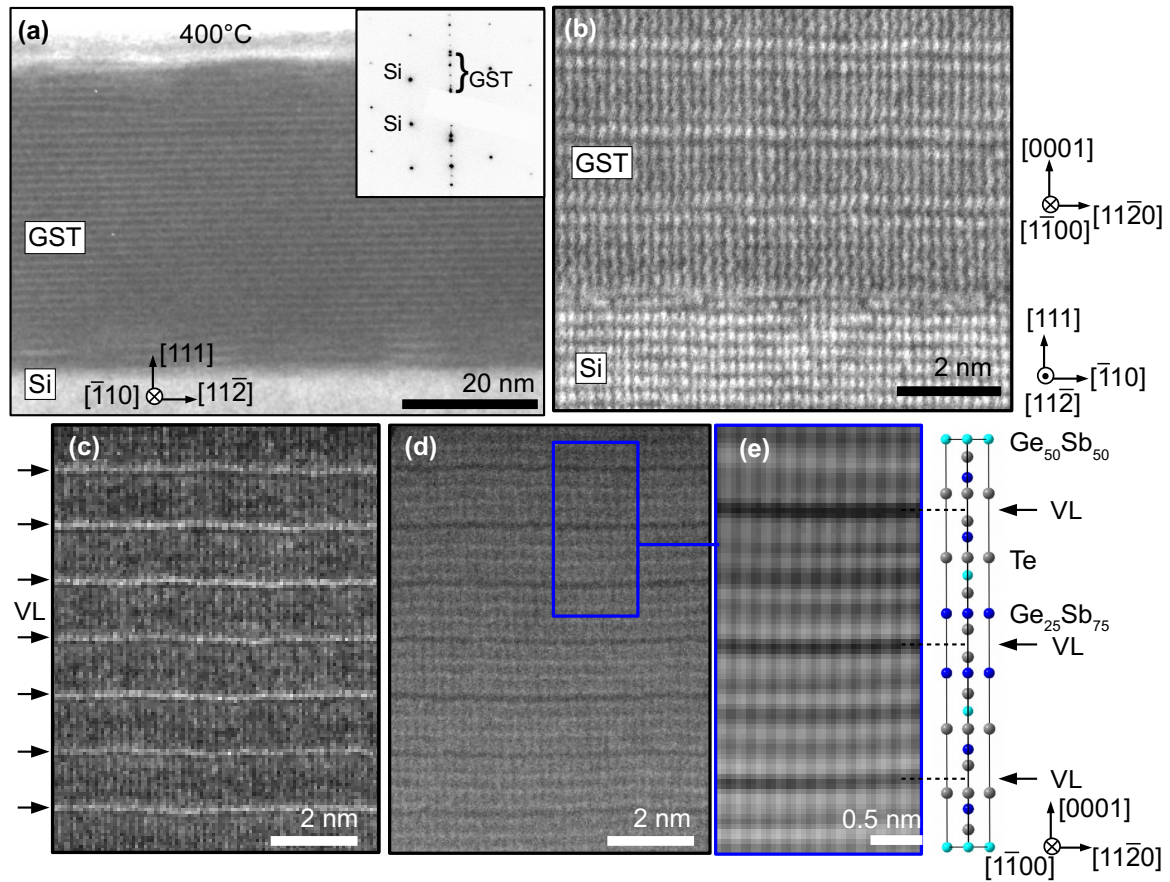 (a)
400°C
Si
GST
Si
GST
Si
[111]
[1̅10]
[112̅]
20 nm
(b)
GST
Si
2 nm
[0001]
[11̅00]
[112̅0]
[111]
[1̅10]
[112̅]
(c)
VL
2 nm
(d)
2 nm
(e)
0.5 nm
Ge₅₀Sb₅₀
VL
Te
Ge₂₅Sb₇₅
VL
VL
[0001]
[11̅00]
[112̅0]